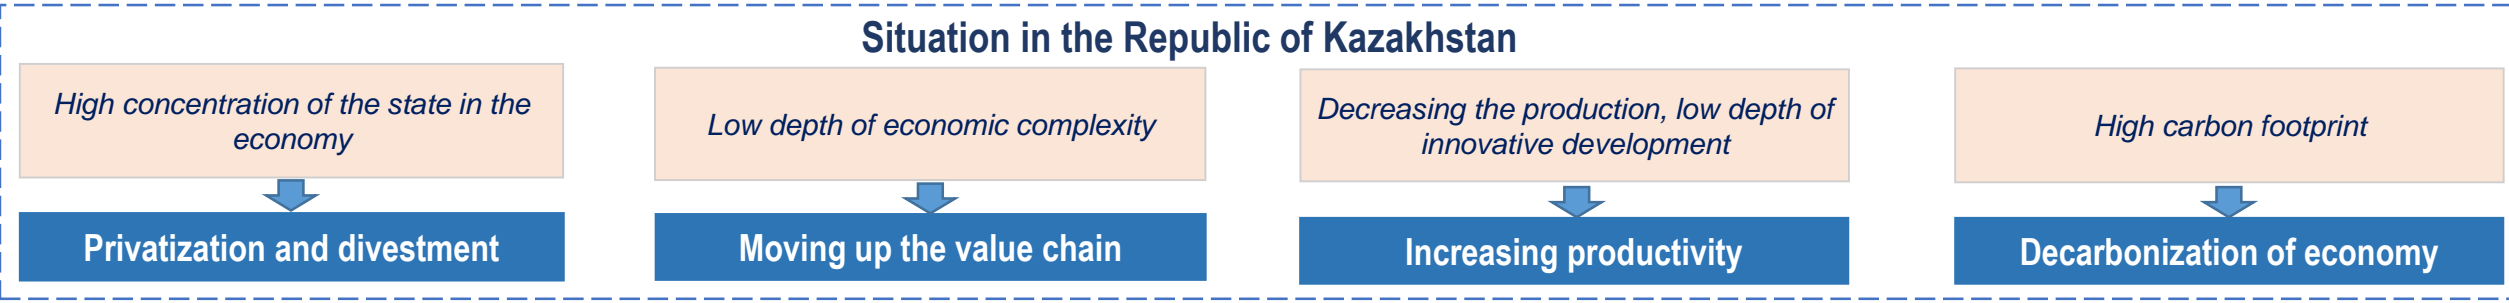 Situation in the Republic of Kazakhstan
High concentration of the state in the
economy
Low depth of economic complexity
Decreasing the production, low depth of
innovative development
High carbon footprint
Privatization and divestment
Moving up the value chain
Increasing productivity
Decarbonization of economy